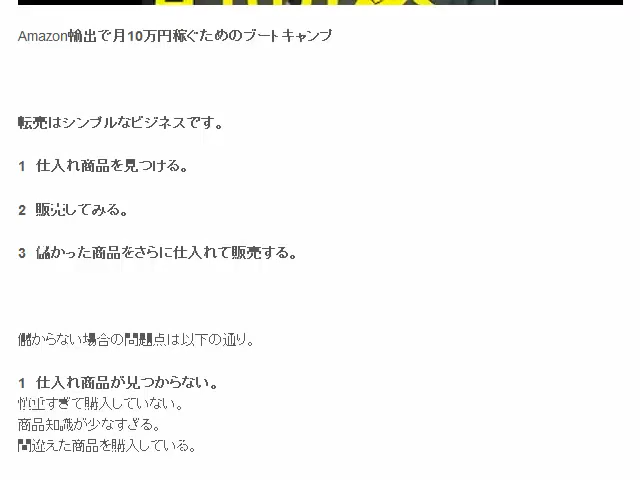 Amazon輸出で月10万円稼ぐためのブートキャンプ
転売はシンプルなビジネスです。
1 仕入れ商品を見つける。
2 販売してみる。
3 儲かった商品をさらに仕入れて販売する。
儲からない場合の問題点は以下の通り。
1 仕入れ商品が見つからない。
慎重すぎて購入していない。
商品知識が少なすぎる。
間違えた商品を購入している。